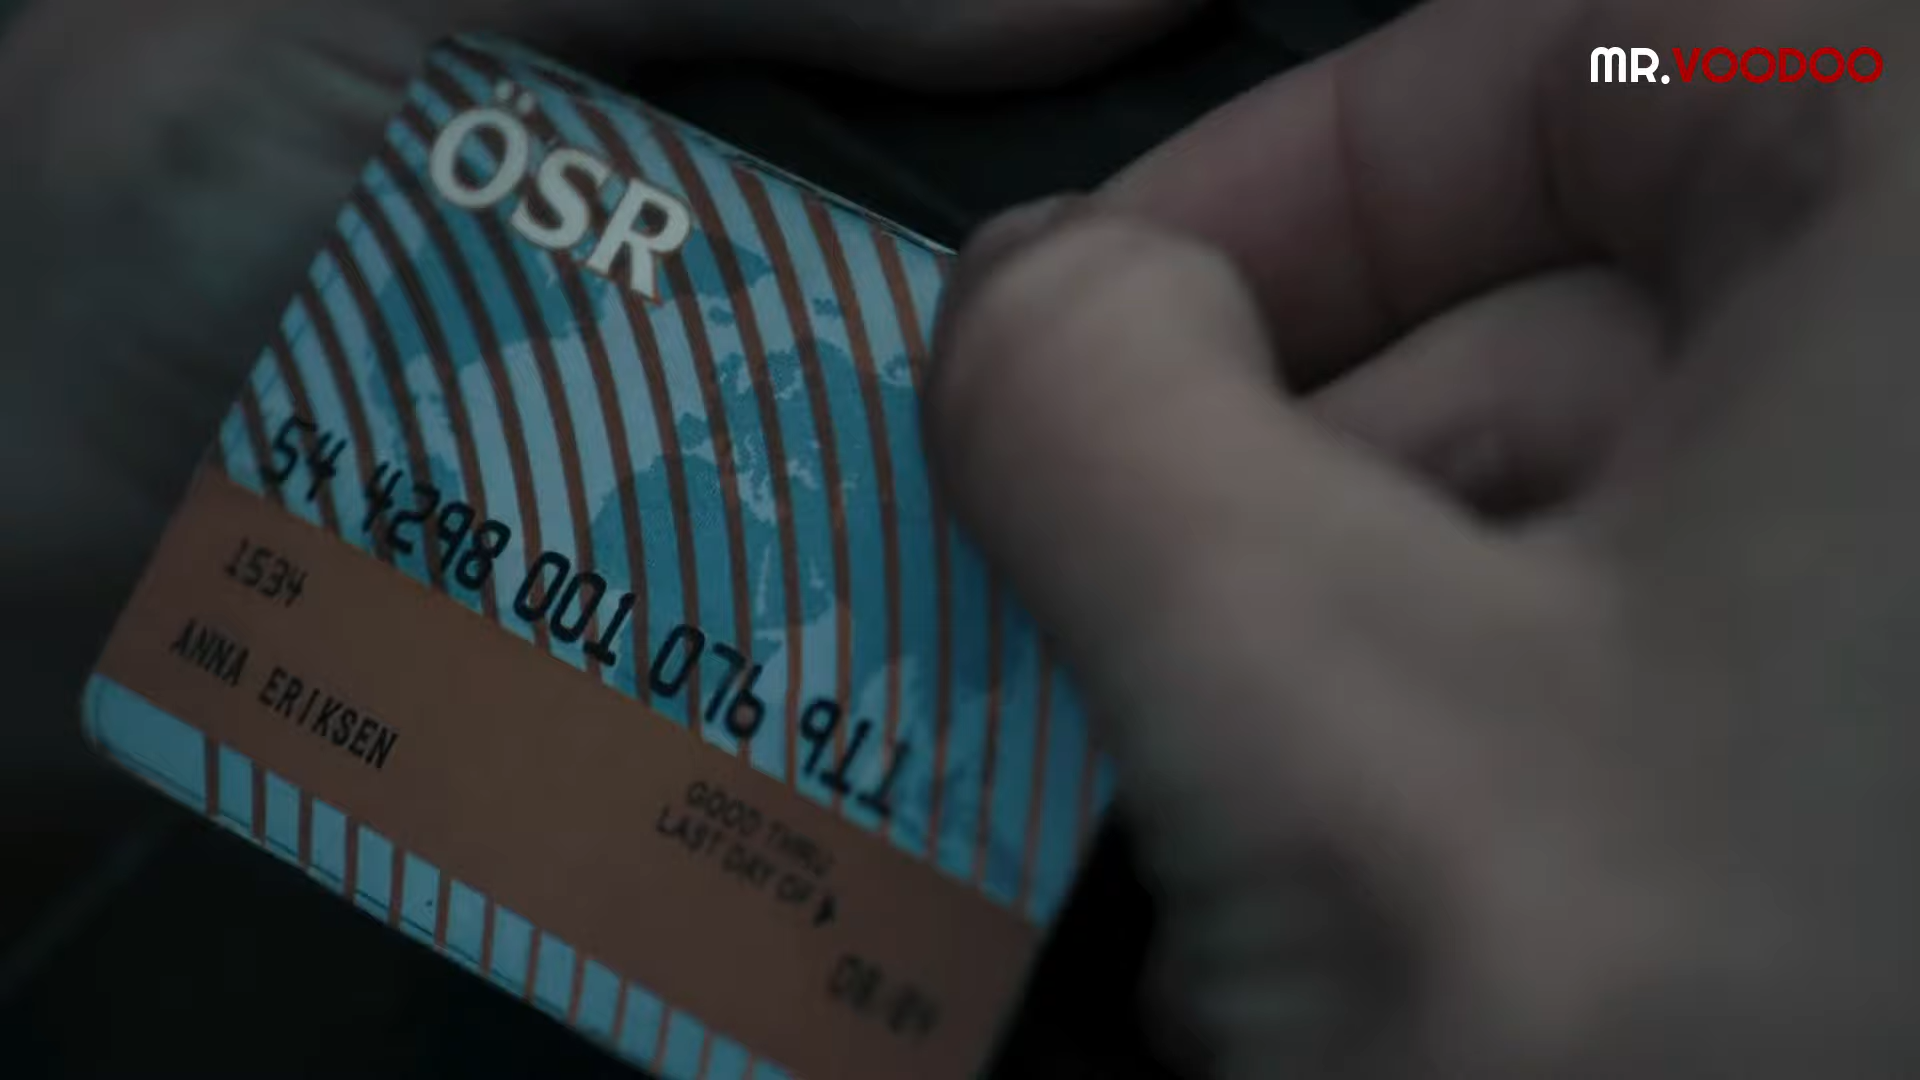 MR.VOODOO
ÖSR
54 4298 001 076 911
1534
ANNA ERIKSEN
GOOD THRU
LAST DAY OF